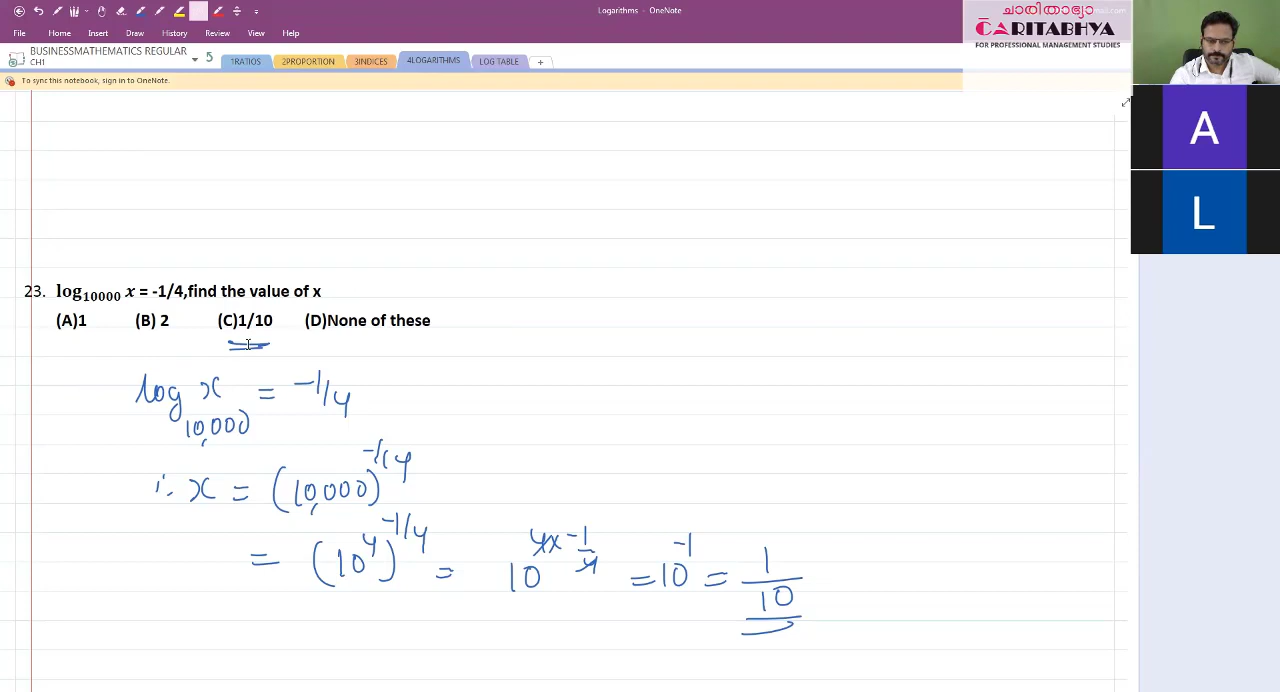 Logarithms - OneNote
ചാരിതാഭ്യാ
CARITABHYA
FOR PROFESSIONAL MANAGEMENT STUDIES
File Home Insert Draw History Review View Help
BUSINESSMATHEMATICS REGULAR
CH1
1RATIOS 2PROPORTION 3INDICES 4LOGARITHMS LOG TABLE +
To sync this notebook, sign in to OneNote.
A
L
23. log₁₀₀₀₀ x = -1/4,find the value of x
(A)1 (B) 2 (C)1/10 (D)None of these
log₁₀,₀₀₀ x = -1/4
∴ x = (10,000)^-1/4
= (10^4)^-1/4 = 10^4x-1/4 = 10^-1 = 1/10